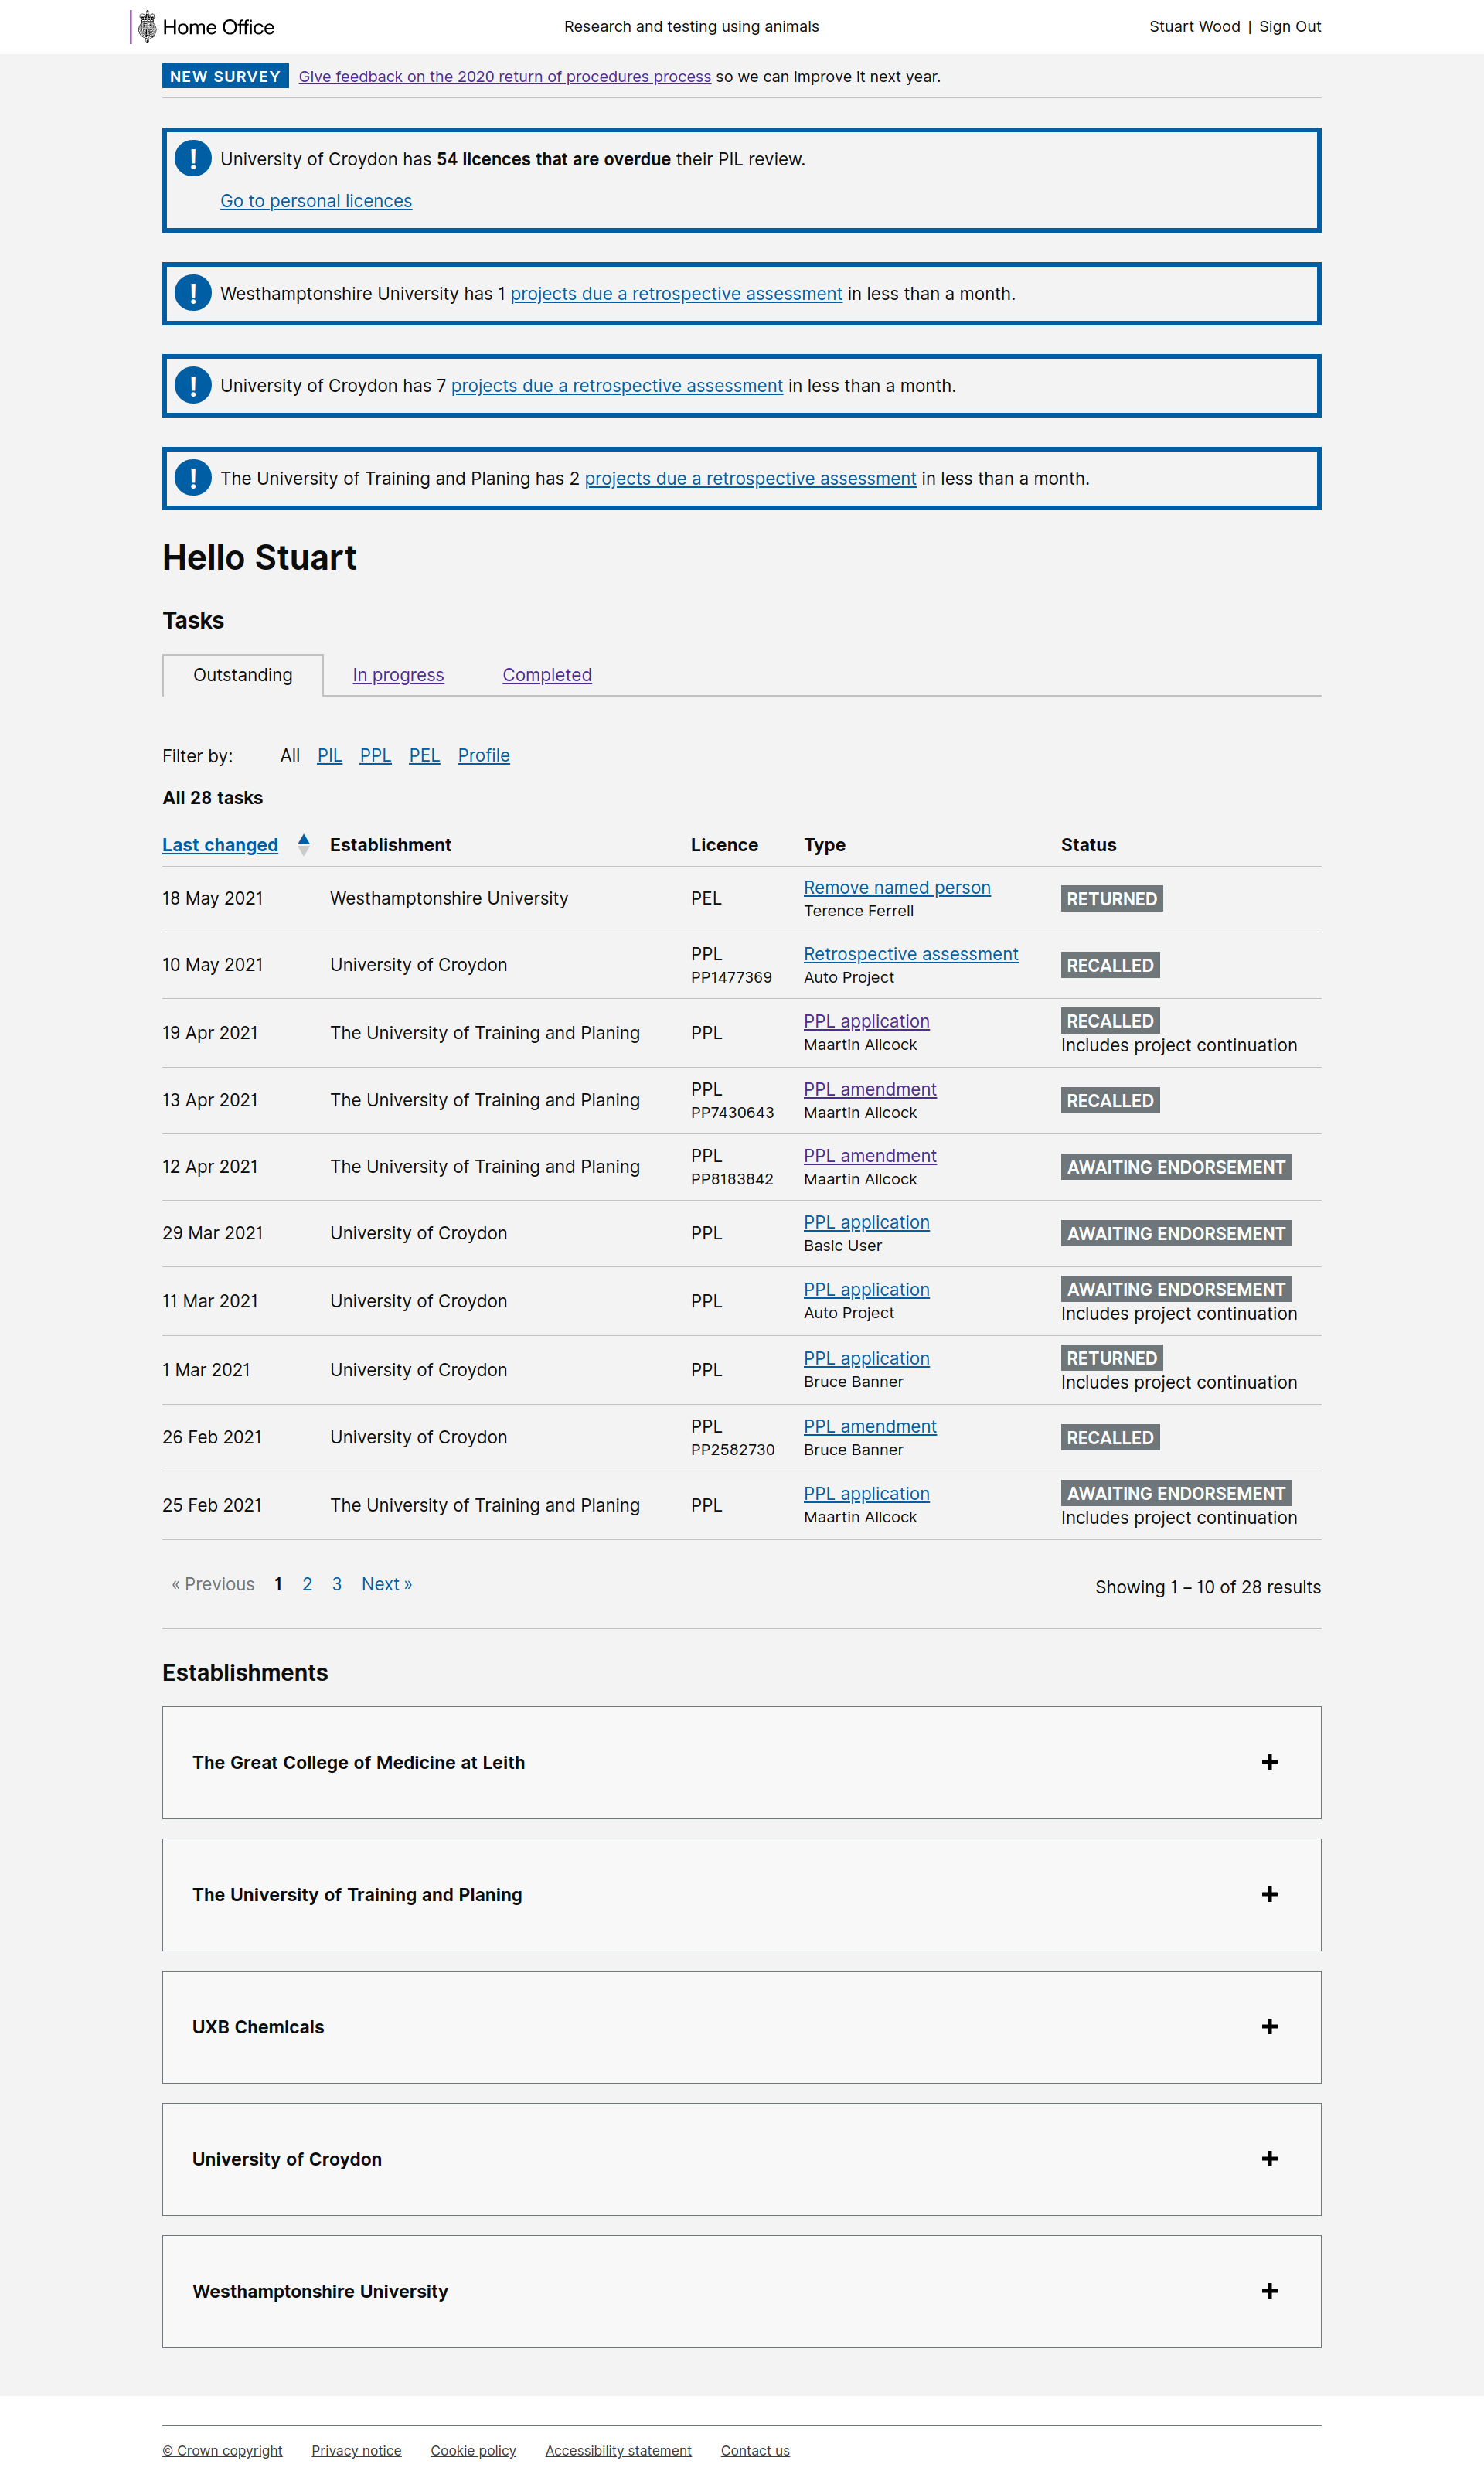 Home Office
Research and testing using animals
Stuart Wood | Sign Out
NEW SURVEY Give feedback on the 2020 return of procedures process so we can improve it next year.
! University of Croydon has 54 licences that are overdue their PIL review.
Go to personal licences
! Westhamptonshire University has 1 projects due a retrospective assessment in less than a month.
! University of Croydon has 7 projects due a retrospective assessment in less than a month.
! The University of Training and Planing has 2 projects due a retrospective assessment in less than a month.
Hello Stuart
Tasks
Outstanding In progress Completed
Filter by: All PIL PPL PEL Profile
All 28 tasks
Last changed Establishment Licence Type Status
18 May 2021 Westhamptonshire University PEL Remove named person RETURNED
Terence Ferrell
10 May 2021 University of Croydon PPL Retrospective assessment RECALLED
PP1477369 Auto Project
19 Apr 2021 The University of Training and Planing PPL PPL application RECALLED
Maartin Allcock Includes project continuation
13 Apr 2021 The University of Training and Planing PPL PPL amendment RECALLED
PP7430643 Maartin Allcock
12 Apr 2021 The University of Training and Planing PPL PPL amendment AWAITING ENDORSEMENT
PP8183842 Maartin Allcock
29 Mar 2021 University of Croydon PPL PPL application AWAITING ENDORSEMENT
Basic User
11 Mar 2021 University of Croydon PPL PPL application AWAITING ENDORSEMENT
Auto Project Includes project continuation
1 Mar 2021 University of Croydon PPL PPL application RETURNED
Bruce Banner Includes project continuation
26 Feb 2021 University of Croydon PPL PPL amendment RECALLED
PP2582730 Bruce Banner
25 Feb 2021 The University of Training and Planing PPL PPL application AWAITING ENDORSEMENT
Maartin Allcock Includes project continuation
« Previous 1 2 3 Next »
Showing 1 – 10 of 28 results
Establishments
The Great College of Medicine at Leith +
The University of Training and Planing +
UXB Chemicals +
University of Croydon +
Westhamptonshire University +
© Crown copyright Privacy notice Cookie policy Accessibility statement Contact us